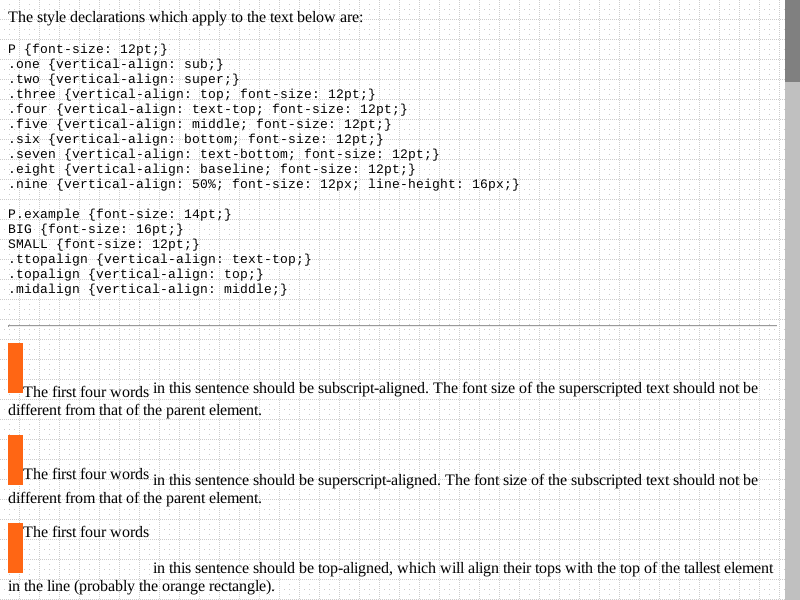 The style declarations which apply to the text below are:
P {font-size: 12pt;}
.one {vertical-align: sub;}
.two {vertical-align: super;}
.three {vertical-align: top; font-size: 12pt;}
.four {vertical-align: text-top; font-size: 12pt;}
.five {vertical-align: middle; font-size: 12pt;}
.six {vertical-align: bottom; font-size: 12pt;}
.seven {vertical-align: text-bottom; font-size: 12pt;}
.eight {vertical-align: baseline; font-size: 12pt;}
.nine {vertical-align: 50%; font-size: 12px; line-height: 16px;}
P.example {font-size: 14pt;}
BIG {font-size: 16pt;}
SMALL {font-size: 12pt;}
.ttopalign {vertical-align: text-top;}
.topalign {vertical-align: top;}
.midalign {vertical-align: middle;}
The first four words in this sentence should be subscript-aligned. The font size of the superscripted text should not be
different from that of the parent element.
The first four words in this sentence should be superscript-aligned. The font size of the subscripted text should not be
different from that of the parent element.
The first four words in this sentence should be top-aligned, which will align their tops with the top of the tallest element
in the line (probably the orange rectangle).